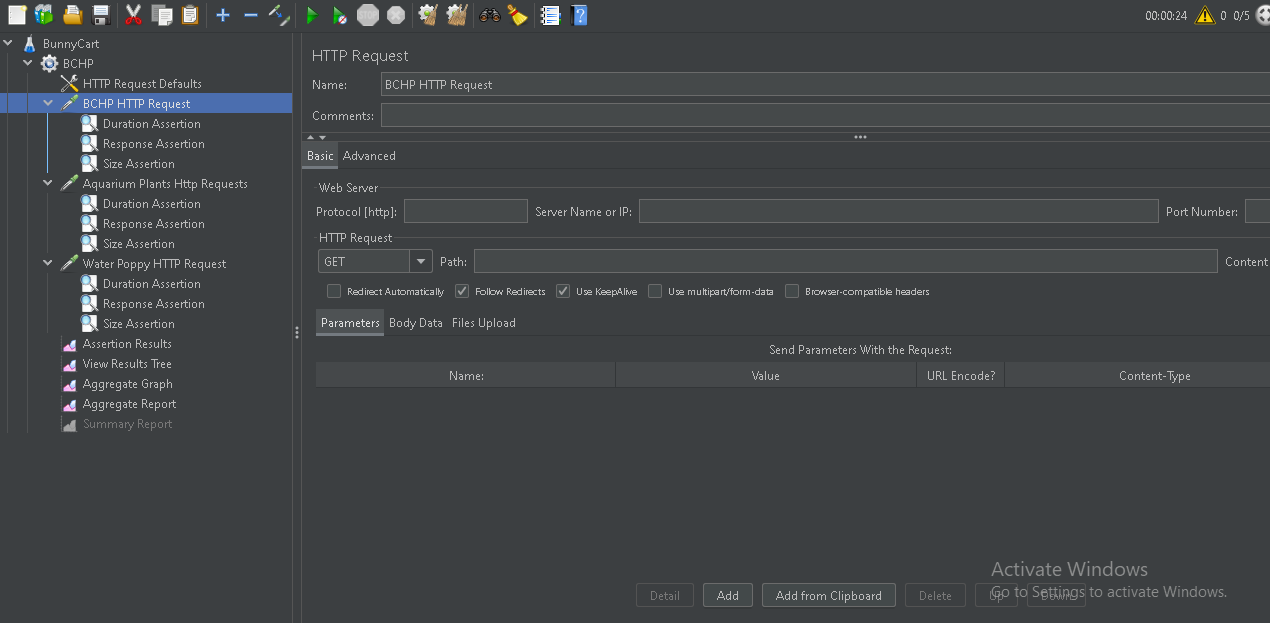 00:00:24 0 0/5
BunnyCart
BCHP
HTTP Request Defaults
BCHP HTTP Request
Duration Assertion
Response Assertion
Size Assertion
Aquarium Plants Http Requests
Duration Assertion
Response Assertion
Size Assertion
Water Poppy HTTP Request
Duration Assertion
Response Assertion
Size Assertion
Assertion Results
View Results Tree
Aggregate Graph
Aggregate Report
Summary Report
HTTP Request
Name: BCHP HTTP Request
Comments:
Basic Advanced
Web Server
Protocol [http]: Server Name or IP: Port Number:
HTTP Request
GET Path: Content
Redirect Automatically Follow Redirects Use KeepAlive Use multipart/form-data Browser-compatible headers
Parameters Body Data Files Upload
Send Parameters With the Request:
Name: Value URL Encode? Content-Type
Detail Add Add from Clipboard Delete Up Down
Activate Windows
Go to Settings to activate Windows.